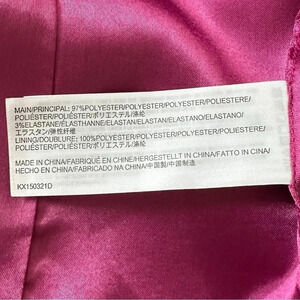 MAIN/PRINCIPAL: 97%POLYESTER/POLYESTER/POLYESTER/POLIESTERE/
POLIÉSTER/POLIÉSTER/ポリエステル/涤纶
3%ELASTANE/ÉLASTHANNE/ELASTAN/ELASTAN/ELASTANO/ELASTANO/
エラスタン/弹性纤维
LINING/DOUBLURE: 100%POLYESTER/POLYESTER/POLYESTER/POLIESTERE/
POLIÉSTER/POLIÉSTER/ポリエステル/涤纶
MADE IN CHINA/FABRIQUÉ EN CHINE/HERGESTELLT IN CHINA/FATTO IN CINA/
HECHO EN CHINA/FABRICADO NA CHINA/中国製/中国制造
KX150321D